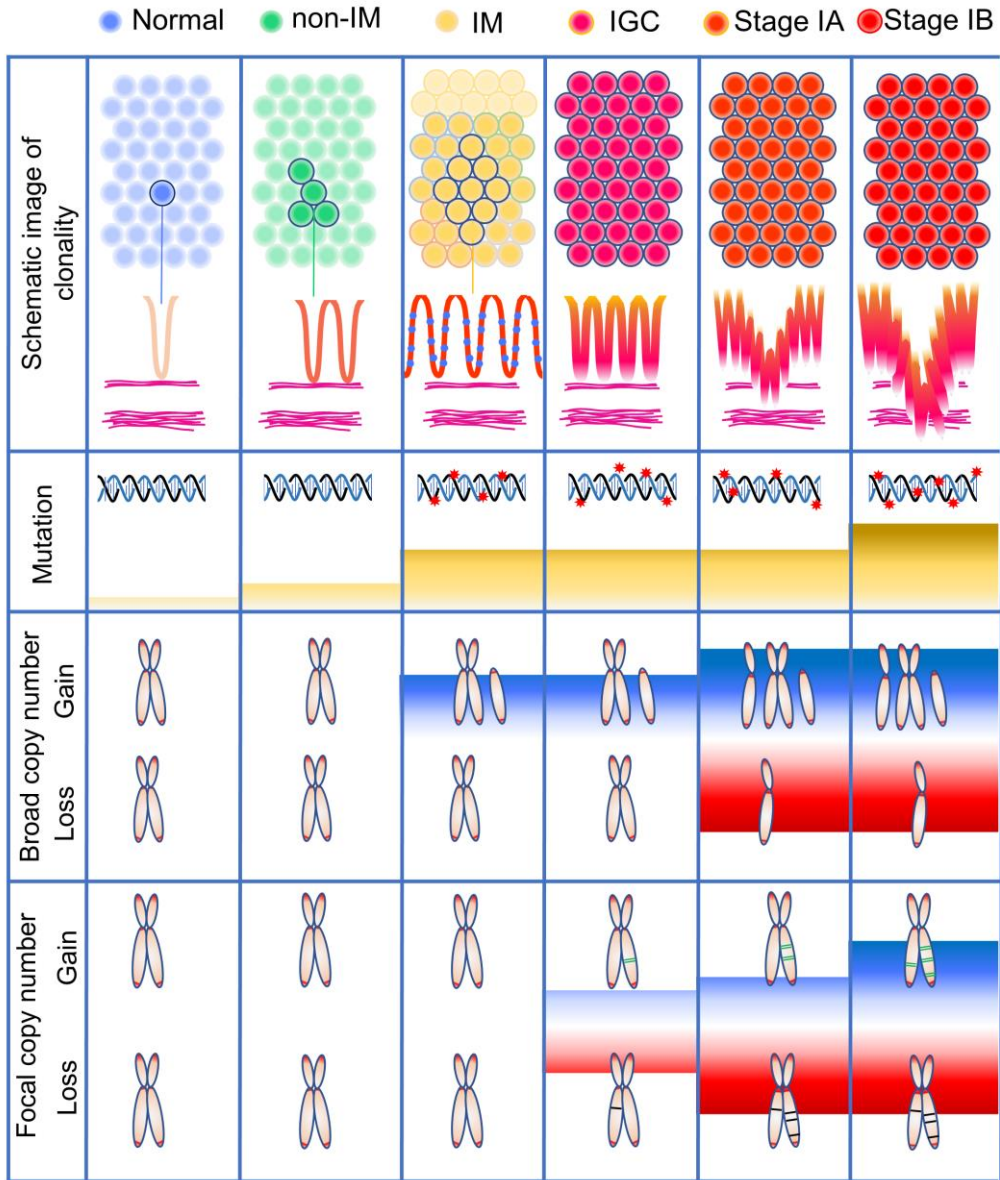 Normal non-IM IM IGC Stage IA Stage IB
Schematic image of
clonality
Mutation
Broad copy number
Gain
Loss
Focal copy number
Gain
Loss